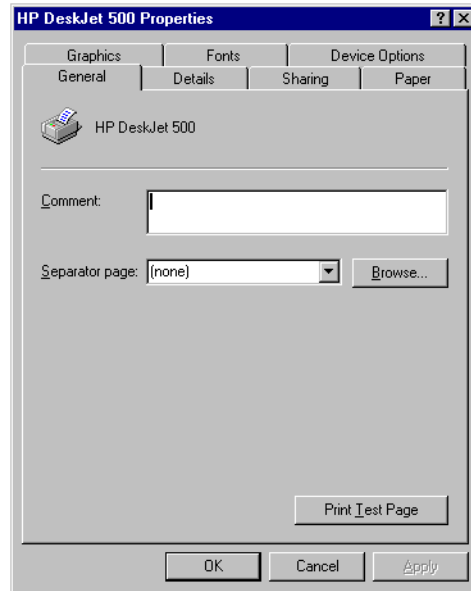 HP DeskJet 500 Properties
Graphics Fonts Device Options
General Details Sharing Paper
HP DeskJet 500
Comment:
Separator page: (none) Browse...
Print Test Page
OK Cancel Apply